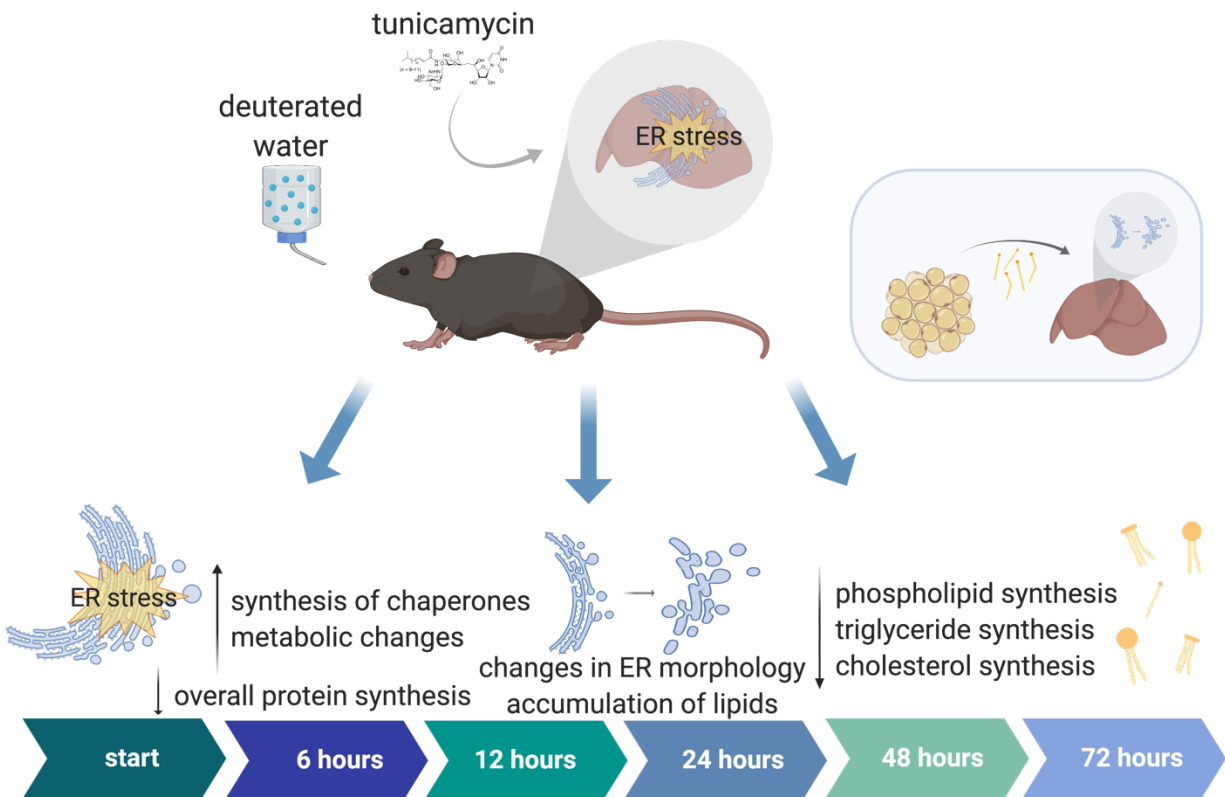 tunicamycin
deuterated
water
ER stress
ER stress
synthesis of chaperones
metabolic changes
overall protein synthesis
changes in ER morphology
accumulation of lipids
phospholipid synthesis
triglyceride synthesis
cholesterol synthesis
start
6 hours
12 hours
24 hours
48 hours
72 hours